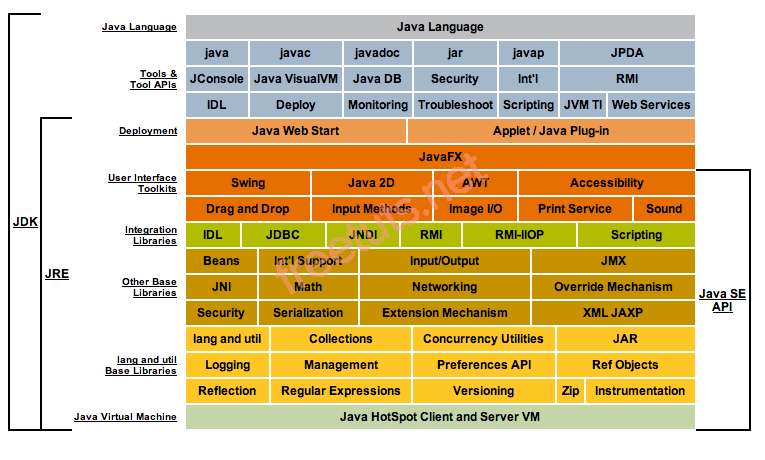 Java Language Java Language
java javac javadoc jar javap JPDA
Tools & Tool APIs JConsole Java VisualVM Java DB Security Int'l RMI
IDL Deploy Monitoring Troubleshoot Scripting JVM TI Web Services
Deployment Java Web Start Applet / Java Plug-in
JavaFX
User Interface Toolkits Swing Java 2D AWT Accessibility
Drag and Drop Input Methods Image I/O Print Service Sound
Integration Libraries IDL JDBC JNDI RMI RMI-IIOP Scripting
Beans Int'l Support Input/Output JMX
Other Base Libraries JNI Math Networking Override Mechanism
Security Serialization Extension Mechanism XML JAXP
lang and util Collections Concurrency Utilities JAR
lang and util Base Libraries Logging Management Preferences API Ref Objects
Reflection Regular Expressions Versioning Zip Instrumentation
Java Virtual Machine Java HotSpot Client and Server VM
JDK
JRE
Java SE
API
freetuts.net